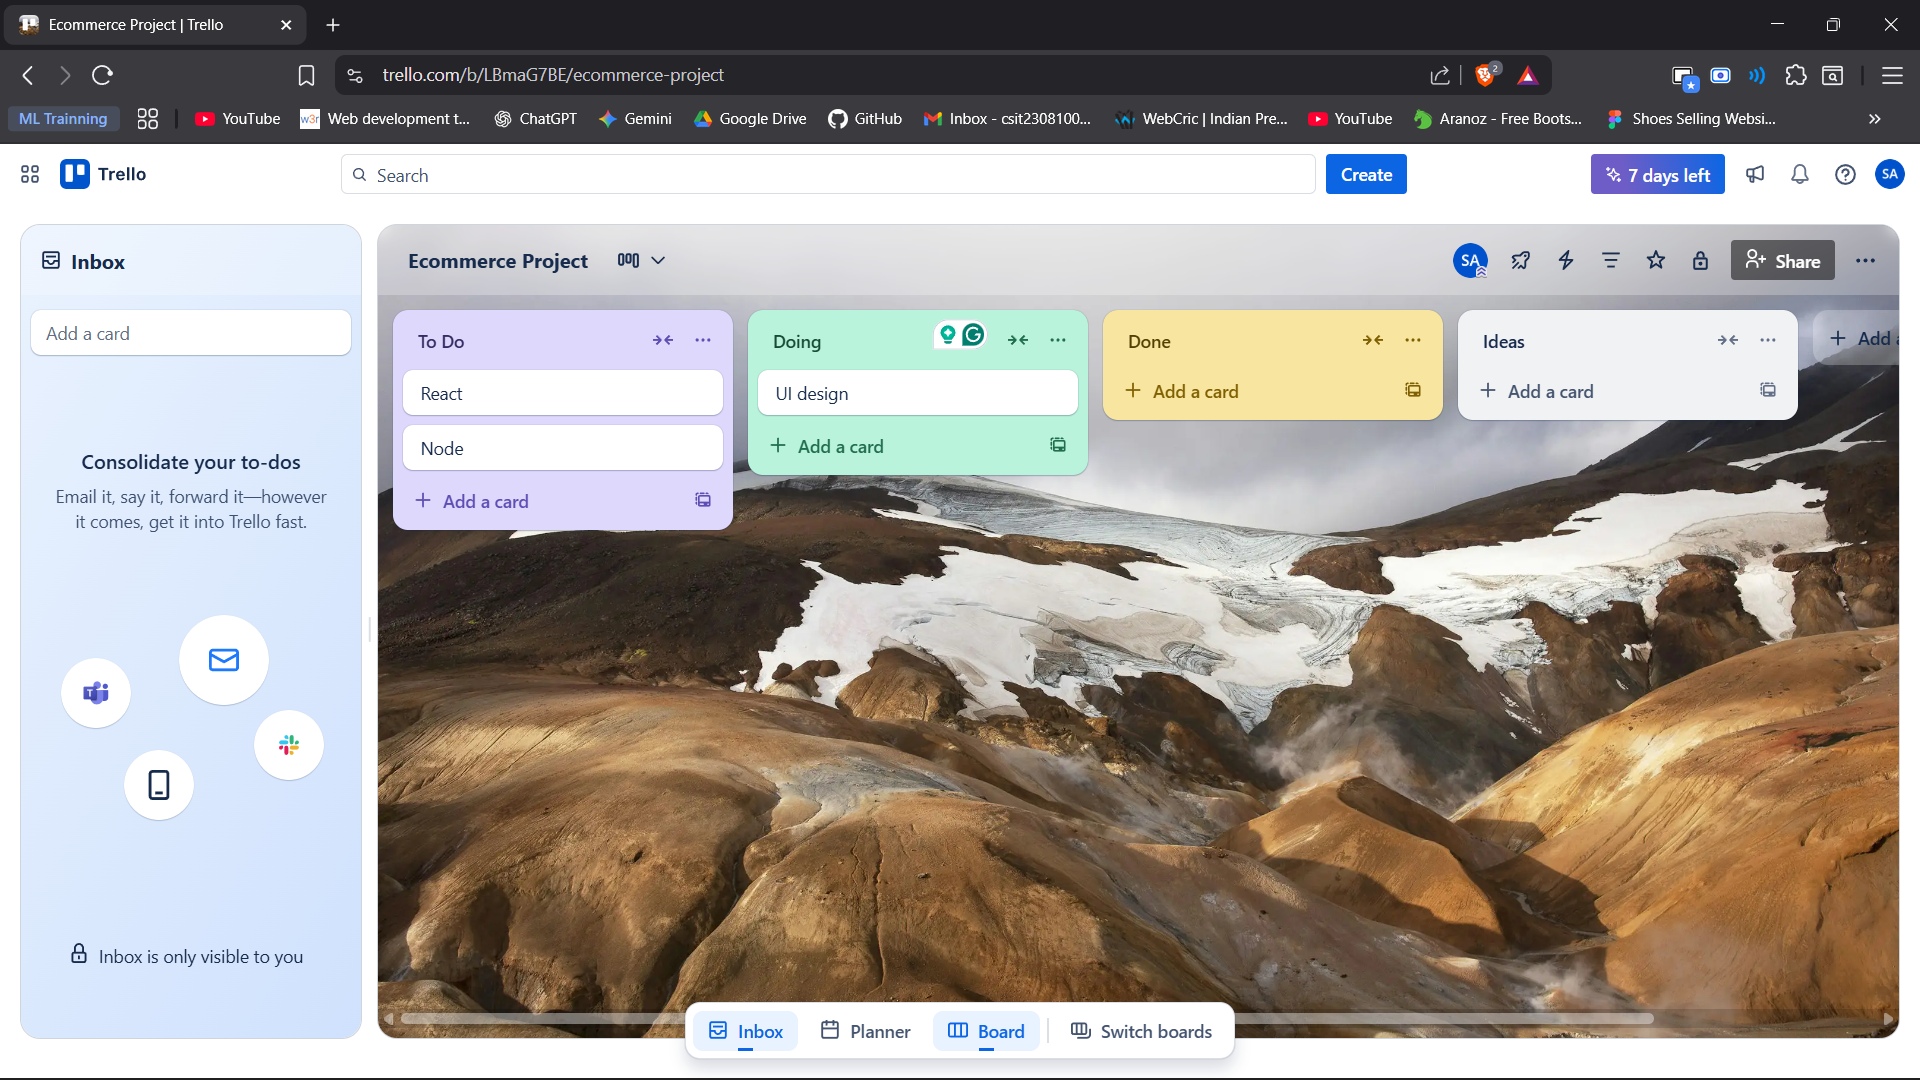 Ecommerce Project | Trello
trello.com/b/LBmaG7BE/ecommerce-project
2
ML Trainning
YouTube
w3r
Web development t...
ChatGPT
Gemini
Google Drive
GitHub
Inbox - csit2308100...
WebCric | Indian Pre...
YouTube
Aranoz - Free Boots...
Shoes Selling Websi...
Trello
Search
Create
7 days left
SA
Inbox
Add a card
Consolidate your to-dos
Email it, say it, forward it—however
it comes, get it into Trello fast.
Inbox is only visible to you
Ecommerce Project
SA
Share
To Do
React
Node
Add a card
Doing
UI design
Add a card
Done
Add a card
Ideas
Add a card
Add a
Inbox
Planner
Board
Switch boards